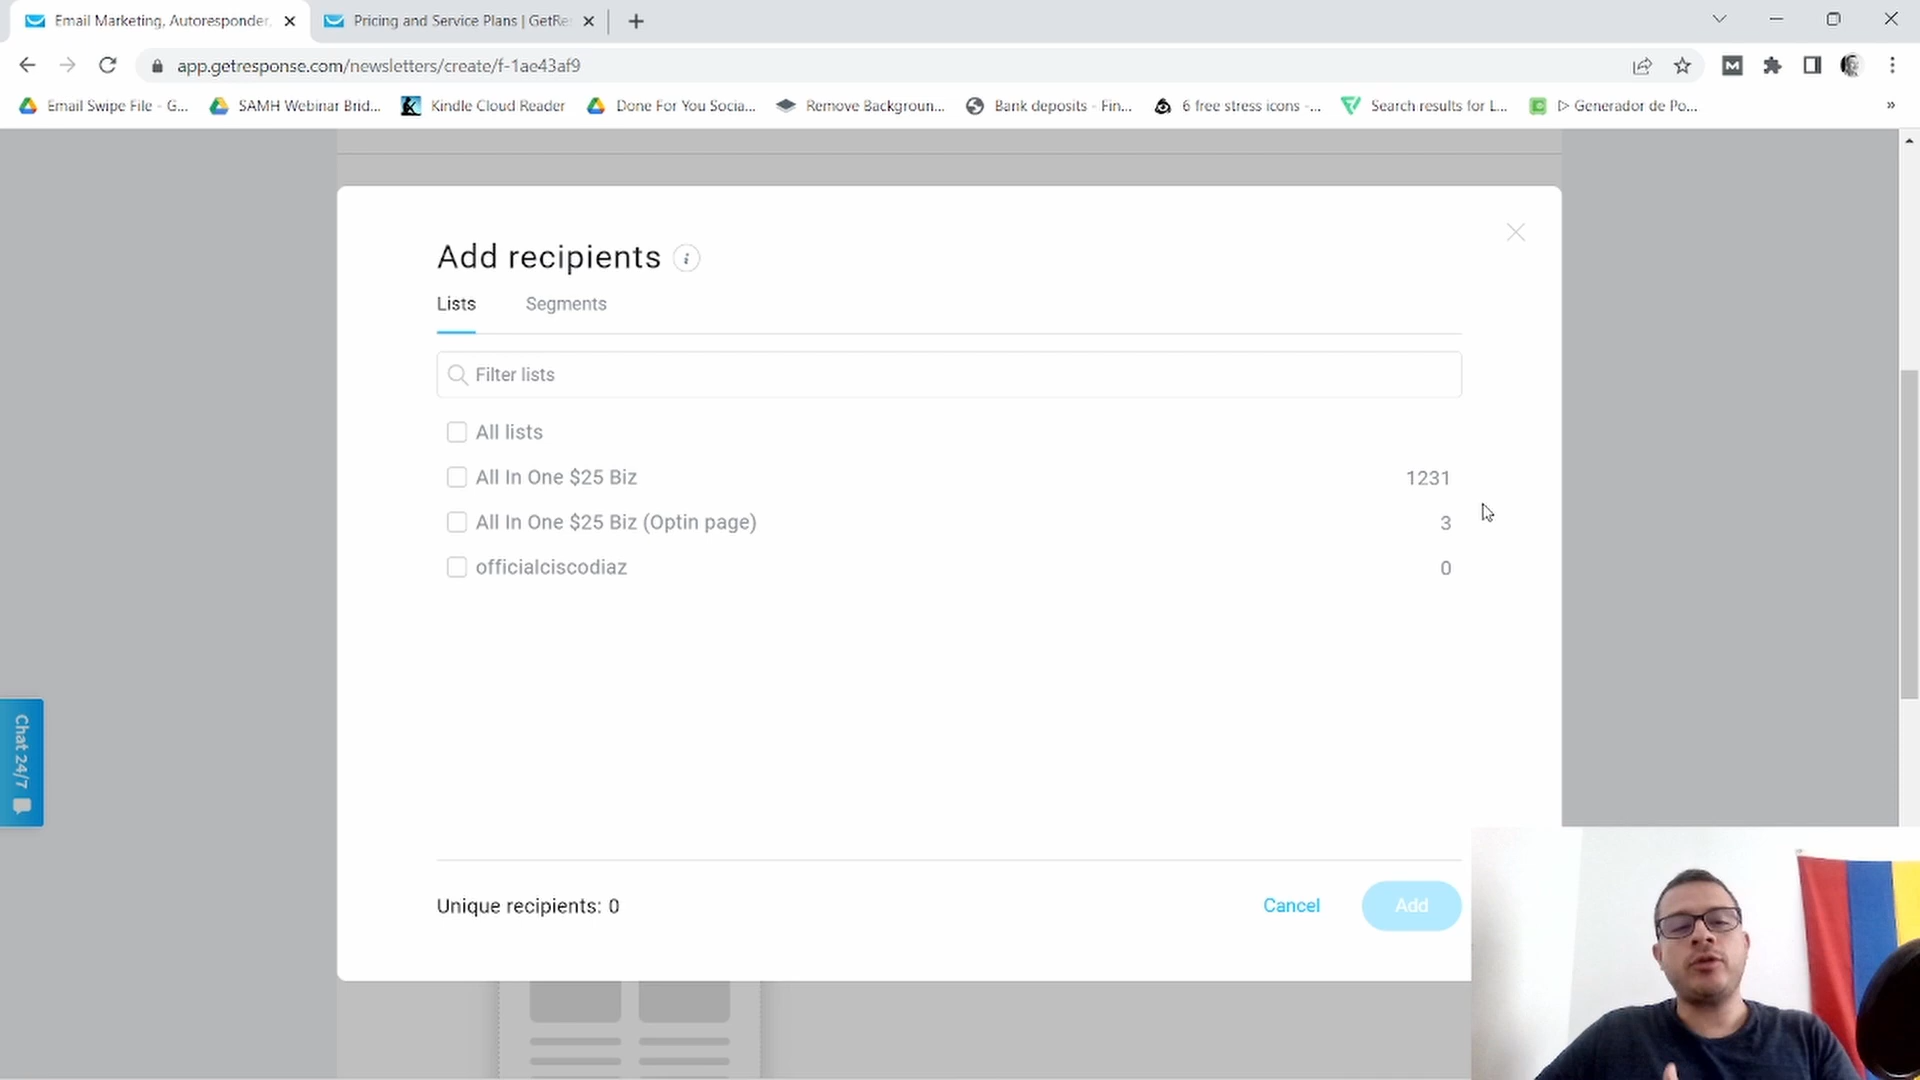 Email Marketing, Autoresponder,
Pricing and Service Plans | GetRe
app.getresponse.com/newsletters/create/f-1ae43af9
Email Swipe File - G...
SAMH Webinar Brid...
Kindle Cloud Reader
Done For You Socia...
Remove Backgroun...
Bank deposits - Fin...
6 free stress icons -...
Search results for L...
▷ Generador de Po...
»
Add recipients i
Lists
Segments
Filter lists
All lists
All In One $25 Biz 1231
All In One $25 Biz (Optin page) 3
officialciscodiaz 0
Chat 24/7
Unique recipients: 0
Cancel
Add